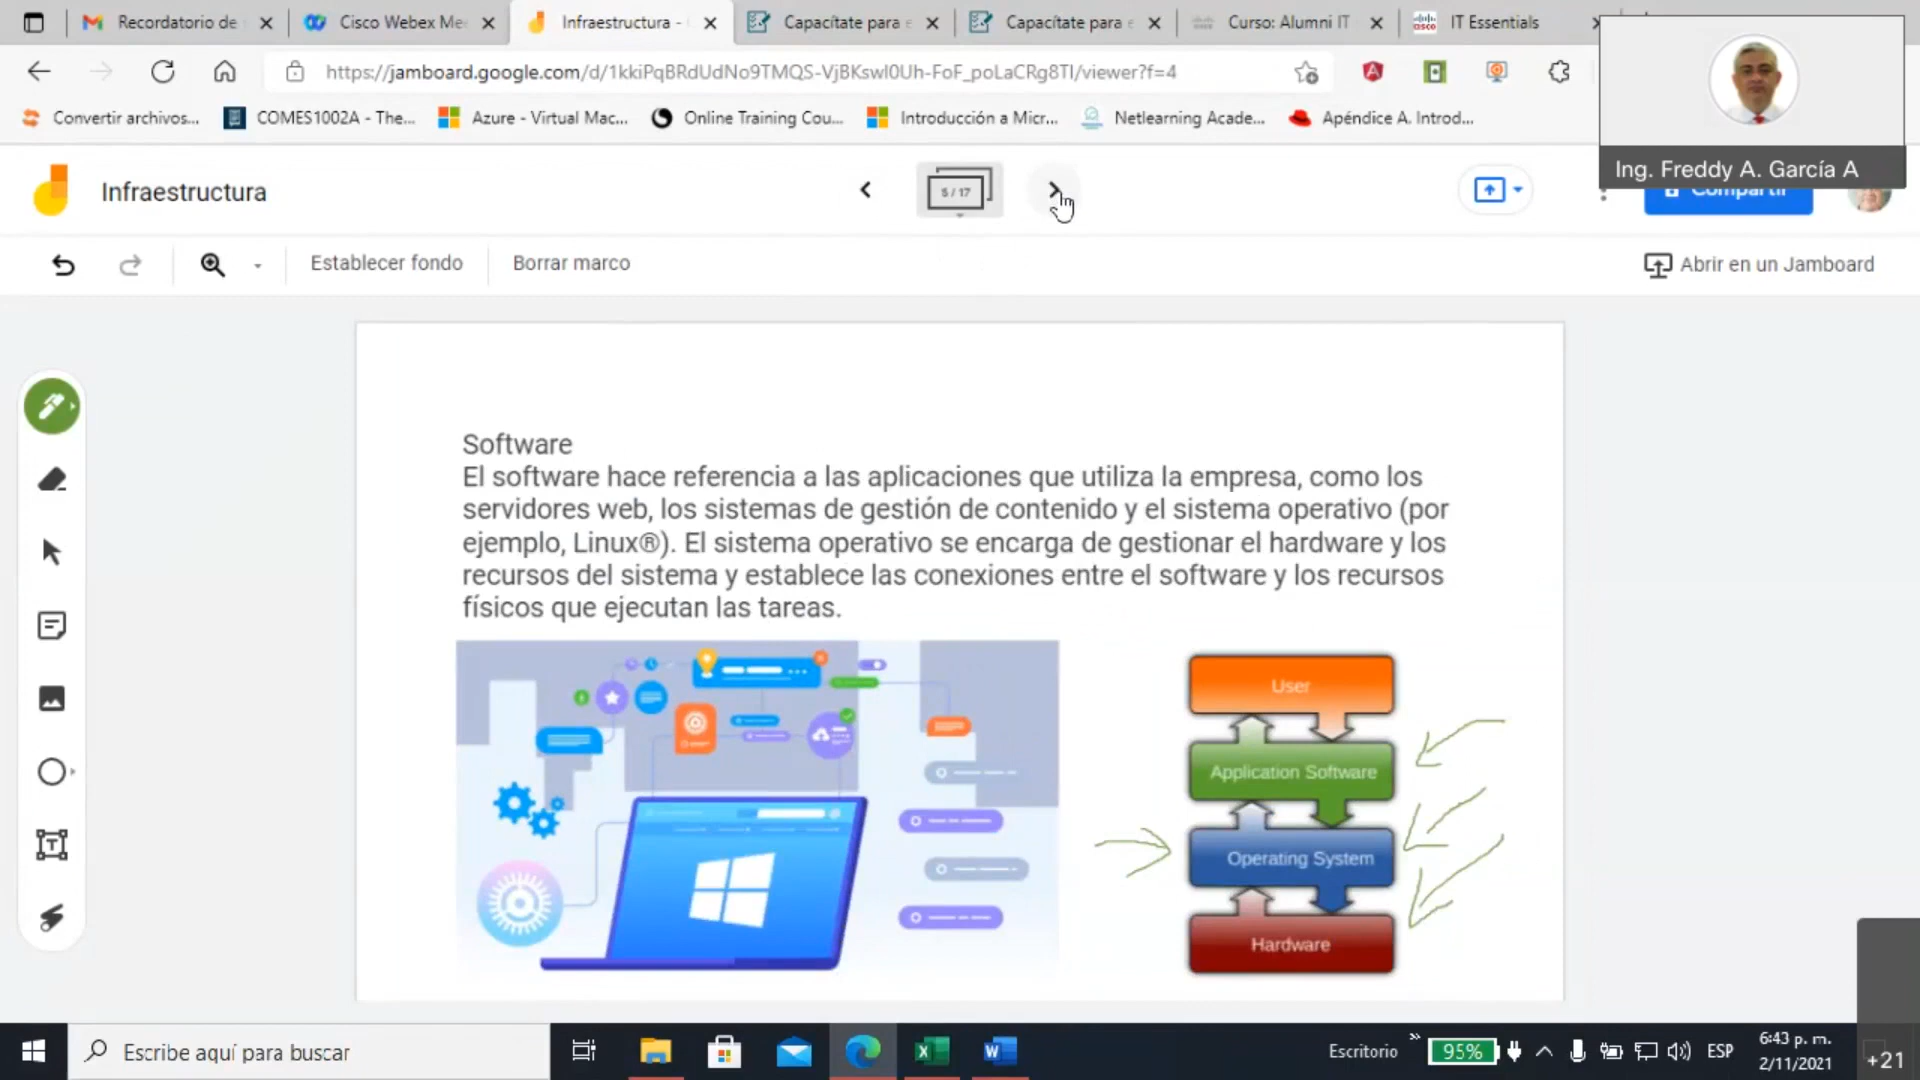 Recordatorio de
Cisco Webex Mee
Infraestructura -
Capacítate para e
Capacítate para e
Curso: Alumni IT
IT Essentials
https://jamboard.google.com/d/1kkiPqBRdUdNo9TMQS-VjBKswI0Uh-FoF_poLaCRg8TI/viewer?f=4
Convertir archivos...
COMES1002A - The...
Azure - Virtual Mac...
Online Training Cou...
Introducción a Micr...
Netlearning Acade...
Apéndice A. Introd...
Ing. Freddy A. García A
Infraestructura
5 / 17
Compartir
Establecer fondo
Borrar marco
Abrir en un Jamboard
Software
El software hace referencia a las aplicaciones que utiliza la empresa, como los
servidores web, los sistemas de gestión de contenido y el sistema operativo (por
ejemplo, Linux®). El sistema operativo se encarga de gestionar el hardware y los
recursos del sistema y establece las conexiones entre el software y los recursos
físicos que ejecutan las tareas.
User
Application Software
Operating System
Hardware
Escribe aquí para buscar
Escritorio
95%
ESP
6:43 p. m.
2/11/2021
+21